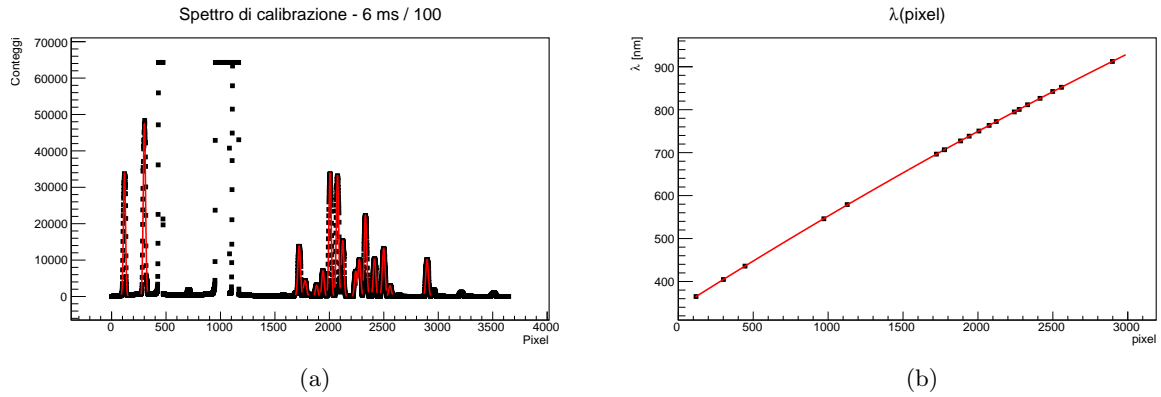 Spettro di calibrazione - 6 ms / 100
Conteggi
70000
60000
50000
40000
30000
20000
10000
0
0 500 1000 1500 2000 2500 3000 3500 4000
Pixel
(a)
λ(pixel)
λ [nm]
900
800
700
600
500
400
0 500 1000 1500 2000 2500 3000
pixel
(b)